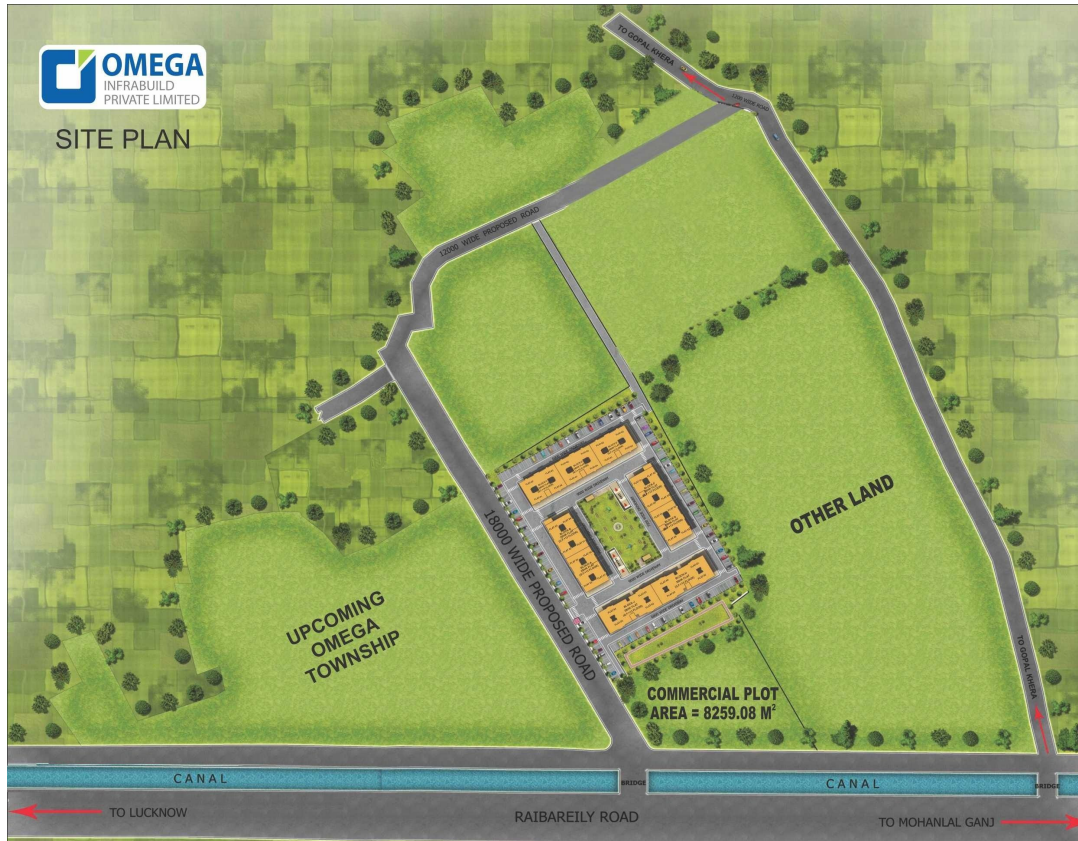 OMEGA
INFRABUILD
PRIVATE LIMITED
SITE PLAN
TO GOPAL KHERA
12000 WIDE PROPOSED ROAD
18000 WIDE PROPOSED ROAD
OTHER LAND
UPCOMING
OMEGA
TOWNSHIP
TO GOPAL KHERA
COMMERCIAL PLOT
AREA = 8259.08 M²
CANAL
BRIDGE
CANAL
BRIDGE
TO LUCKNOW
RAIBAREILY ROAD
TO MOHANLAL GANJ